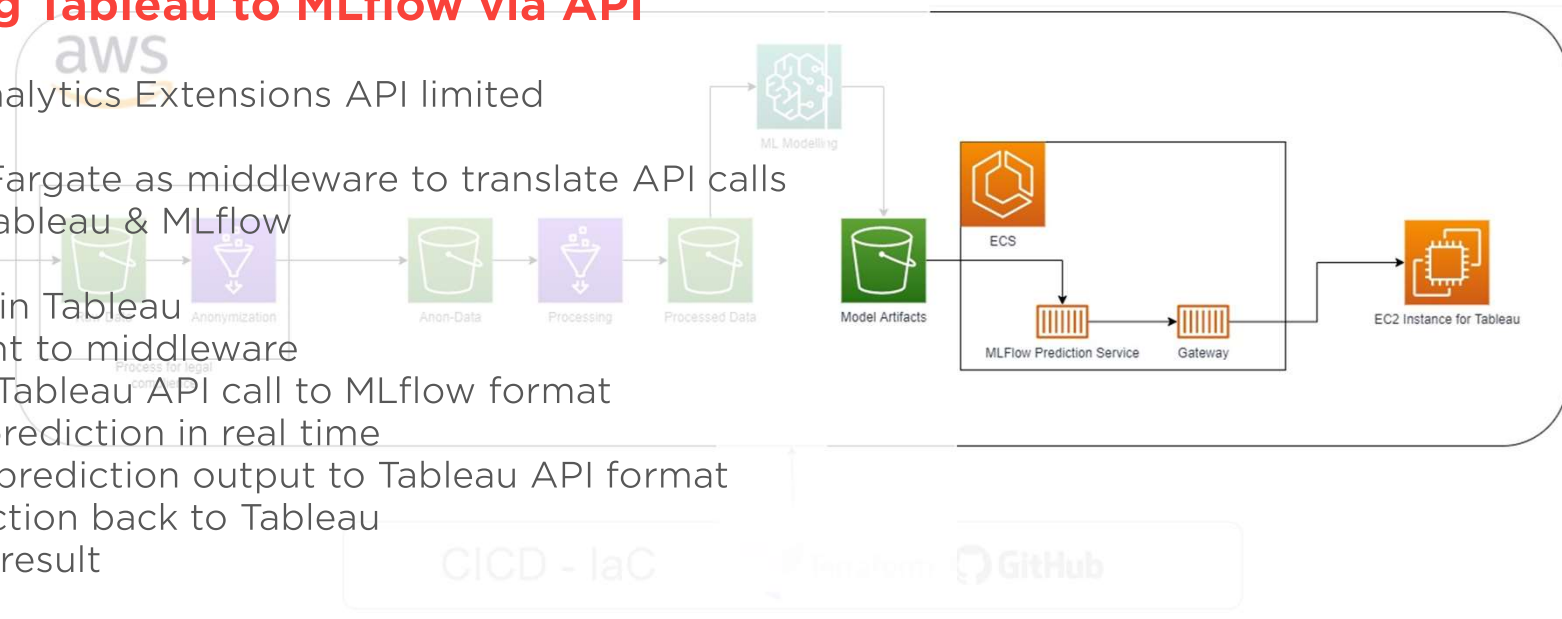 g Tableau to MLflow via API
aws
nalytics Extensions API limited
ML Modelling
Fargate as middleware to translate API calls
Tableau & MLflow
ECS
in Tableau
Anonymization
Anon-Data
Processing
Processed Data
Model Artifacts
EC2 Instance for Tableau
nt to middleware
MLFlow Prediction Service
Gateway
Process for legal
Tableau API call to MLflow format
prediction in real time
prediction output to Tableau API format
ction back to Tableau
result
CICD - IaC
Terraform
GitHub